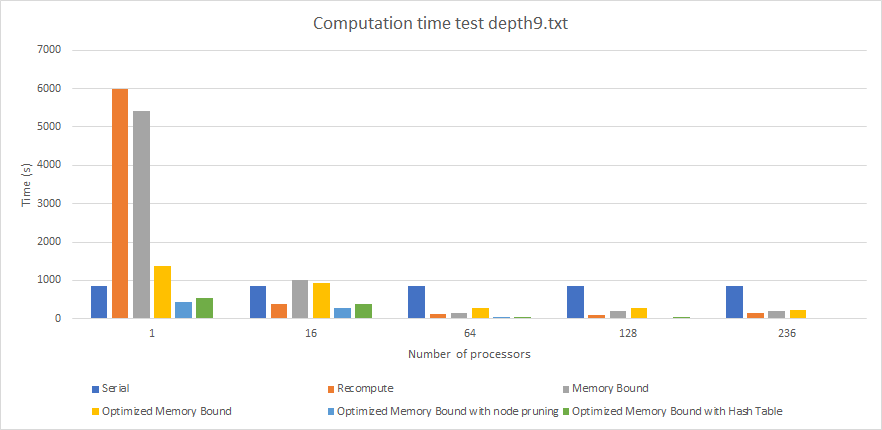 Computation time test depth9.txt
7000
6000
5000
4000
3000
2000
1000
0
Time (s)
1 16 64 128 236
Number of processors
Serial Recompute Memory Bound
Optimized Memory Bound Optimized Memory Bound with node pruning Optimized Memory Bound with Hash Table